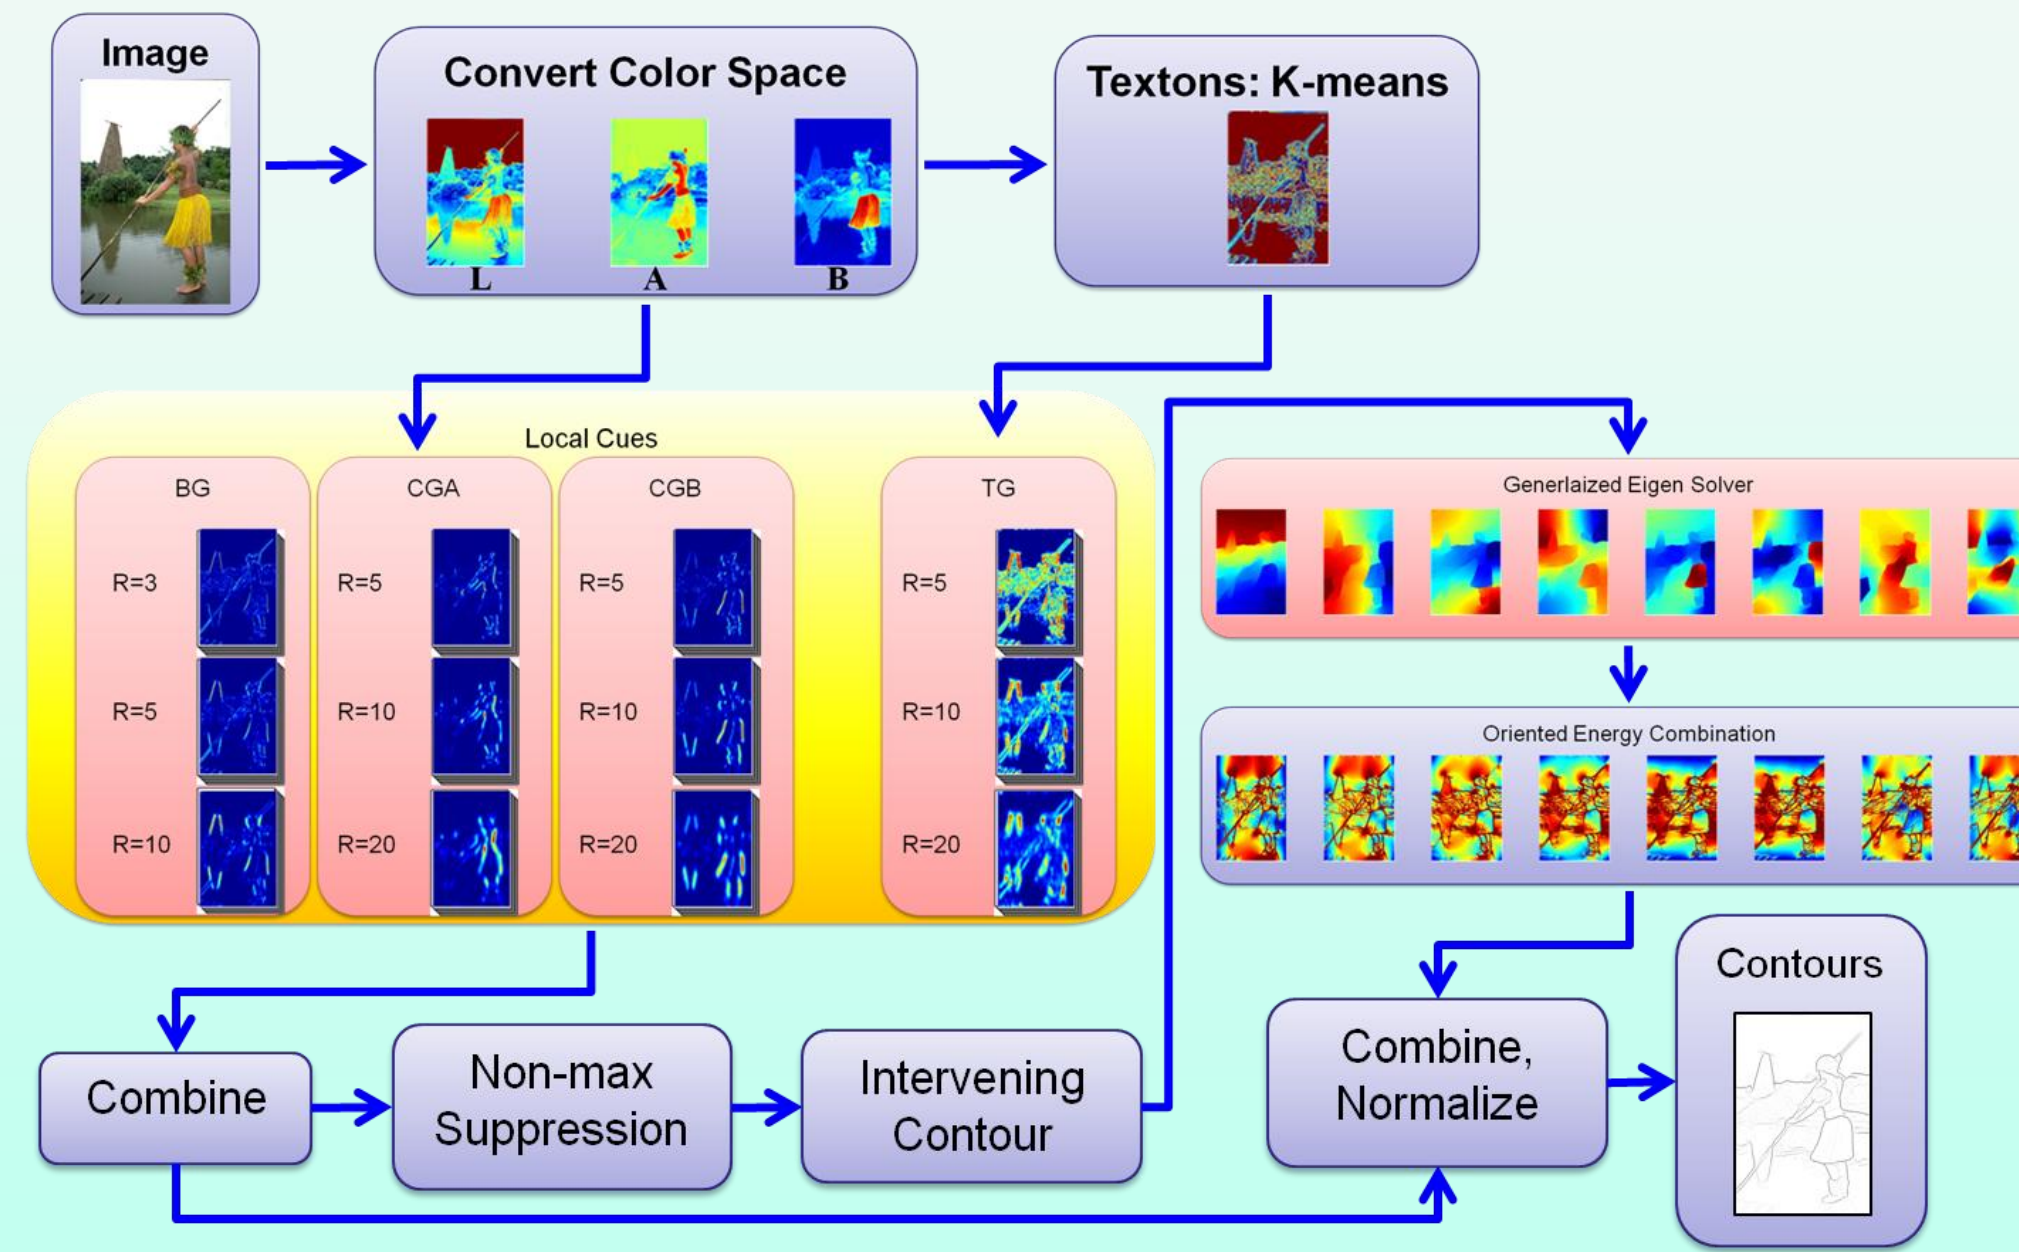 Image
Convert Color Space
L A B
Textons: K-means
Local Cues
BG
R=3
R=5
R=10
CGA
R=5
R=10
R=20
CGB
R=5
R=10
R=20
TG
R=5
R=10
R=20
Generlaized Eigen Solver
Oriented Energy Combination
Combine
Non-max
Suppression
Intervening
Contour
Combine,
Normalize
Contours